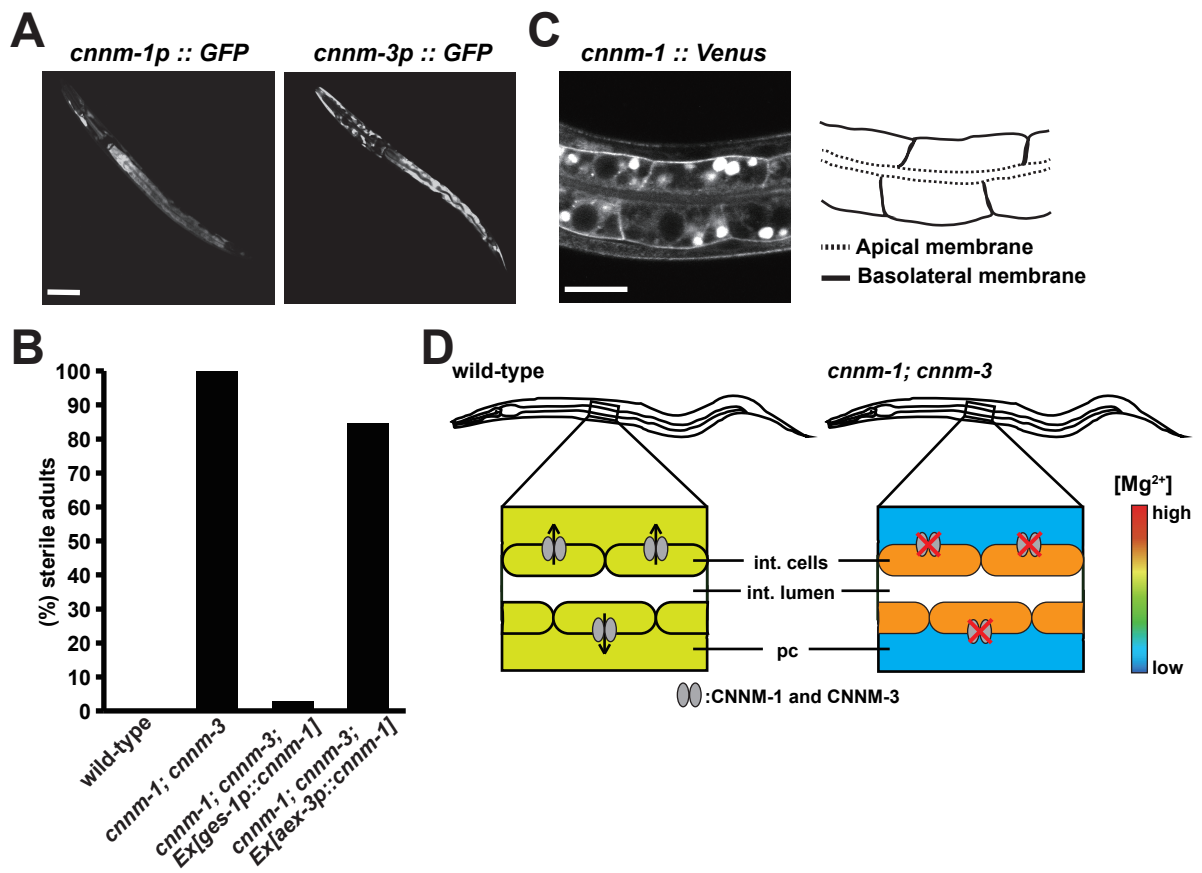 A
cnnm-1p :: GFP
cnnm-3p :: GFP
C
cnnm-1 :: Venus
Apical membrane
Basolateral membrane
B
(%) sterile adults
100
90
80
70
60
50
40
30
20
10
0
wild-type
cnnm-1; cnnm-3
cnnm-1; cnnm-3;
Ex[ges-1p::cnnm-1]
cnnm-1; cnnm-3;
Ex[aex-3p::cnnm-1]
D
wild-type
cnnm-1; cnnm-3
int. cells
int. lumen
pc
[Mg²⁺]
high
low
:CNNM-1 and CNNM-3